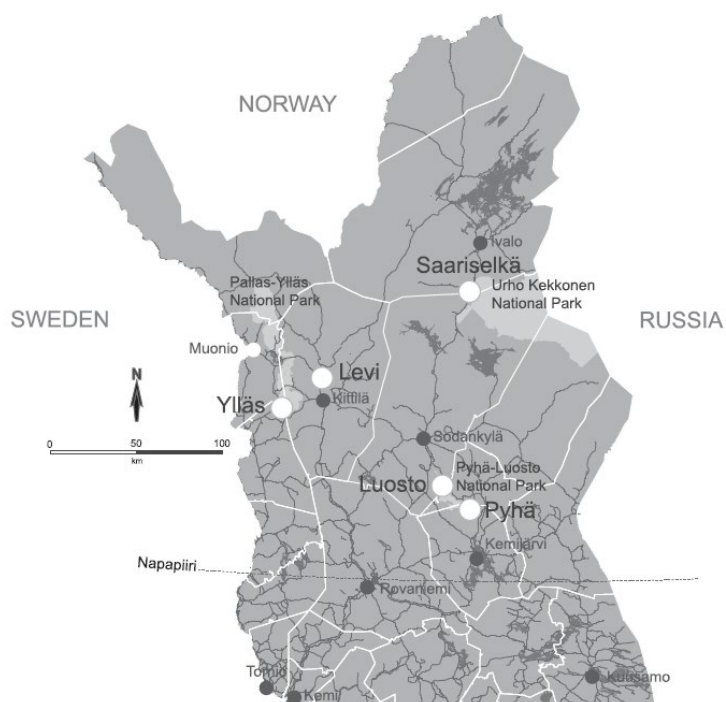 NORWAY
Ivalo
Saariselkä
Urho Kekkonen
National Park
Pallas-Ylläs
National Park
SWEDEN
RUSSIA
Muonio
N
Levi
Kittilä
Ylläs
0 50 100
km
Sodankylä
Luosto
Pyhä-Luosto
National Park
Pyhä
Kemijärvi
Napapiiri
Rovaniemi
Tornio
Kemi
Kuusamo